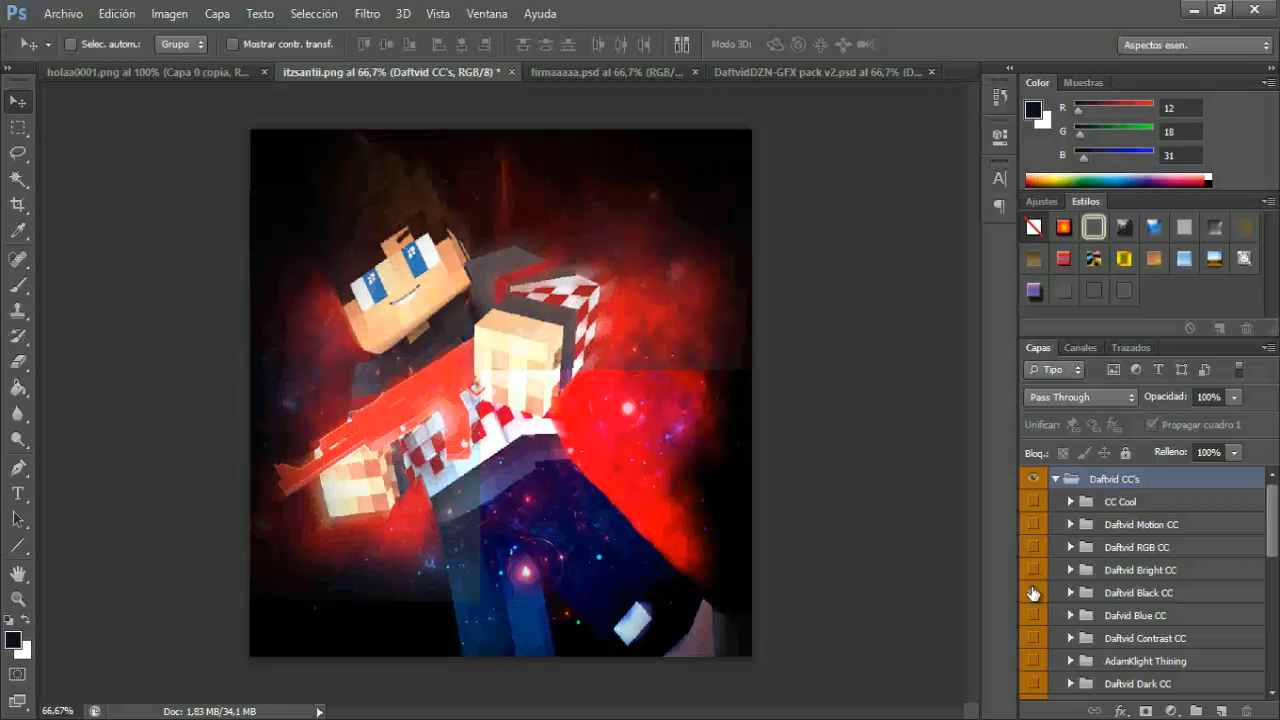 Ps Archivo Edición Imagen Capa Texto Selección Filtro 3D Vista Ventana Ayuda
Selec. autom.: Grupo Mostrar contr. transf. Modo 3D: Aspectos esen.
holaa0001.png al 100% (Capa 0 copia, R... × itzsantii.png al 66,7% (Daftvid CC's, RGB/8) * × firmaaaaa.psd al 66,7% (RGB/... × DaftvidDZN-GFX pack v2.psd al 66,7% (D... ×
Color Muestras
R 12
G 18
B 31
Ajustes Estilos
Capas Canales Trazados
Tipo
Pass Through Opacidad: 100%
Unificar: Propagar cuadro 1
Bloq.: Relleno: 100%
Daftvid CC's
CC Cool
Daftvid Motion CC
Daftvid RGB CC
Daftvid Bright CC
Daftvid Black CC
Dafvid Blue CC
Daftvid Contrast CC
AdamKlight Thining
Daftvid Dark CC
66,67% Doc: 1,83 MB/34,1 MB